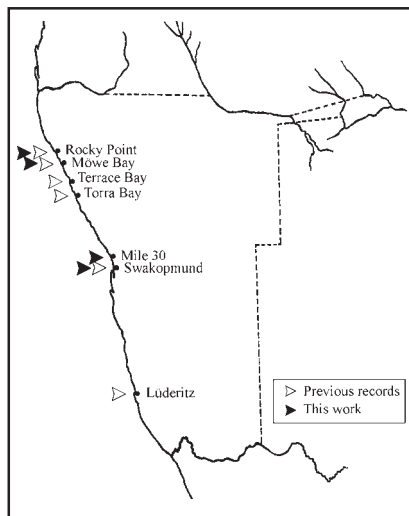 Rocky Point
Möwe Bay
Terrace Bay
Torra Bay
Mile 30
Swakopmund
Lüderitz
Previous records
This work